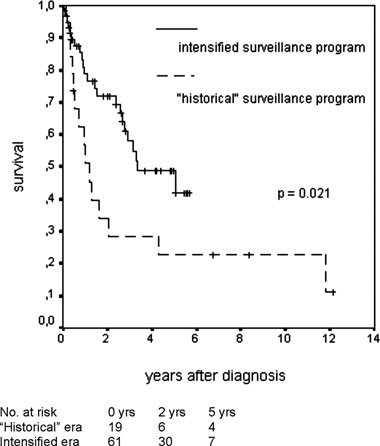 1,0
,9
,8
,7
,6
,5
,4
,3
,2
,1
0,0
survival
intensified surveillance program
"historical" surveillance program
p = 0.021
0 2 4 6 8 10 12 14
years after diagnosis
No. at risk 0 yrs 2 yrs 5 yrs
"Historical" era 19 6 4
Intensified era 61 30 7